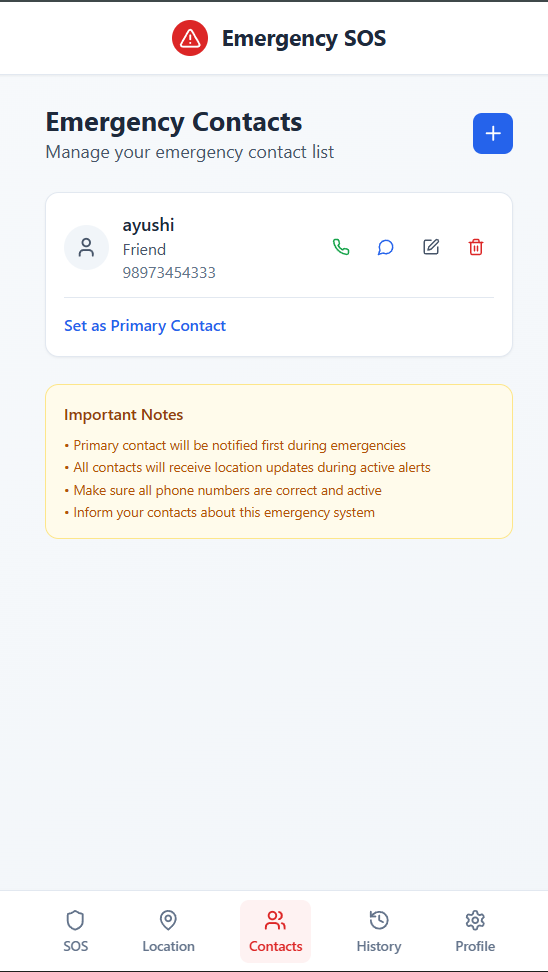 Emergency SOS
Emergency Contacts
Manage your emergency contact list
ayushi
Friend
98973454333
Set as Primary Contact
Important Notes
• Primary contact will be notified first during emergencies
• All contacts will receive location updates during active alerts
• Make sure all phone numbers are correct and active
• Inform your contacts about this emergency system
SOS
Location
Contacts
History
Profile